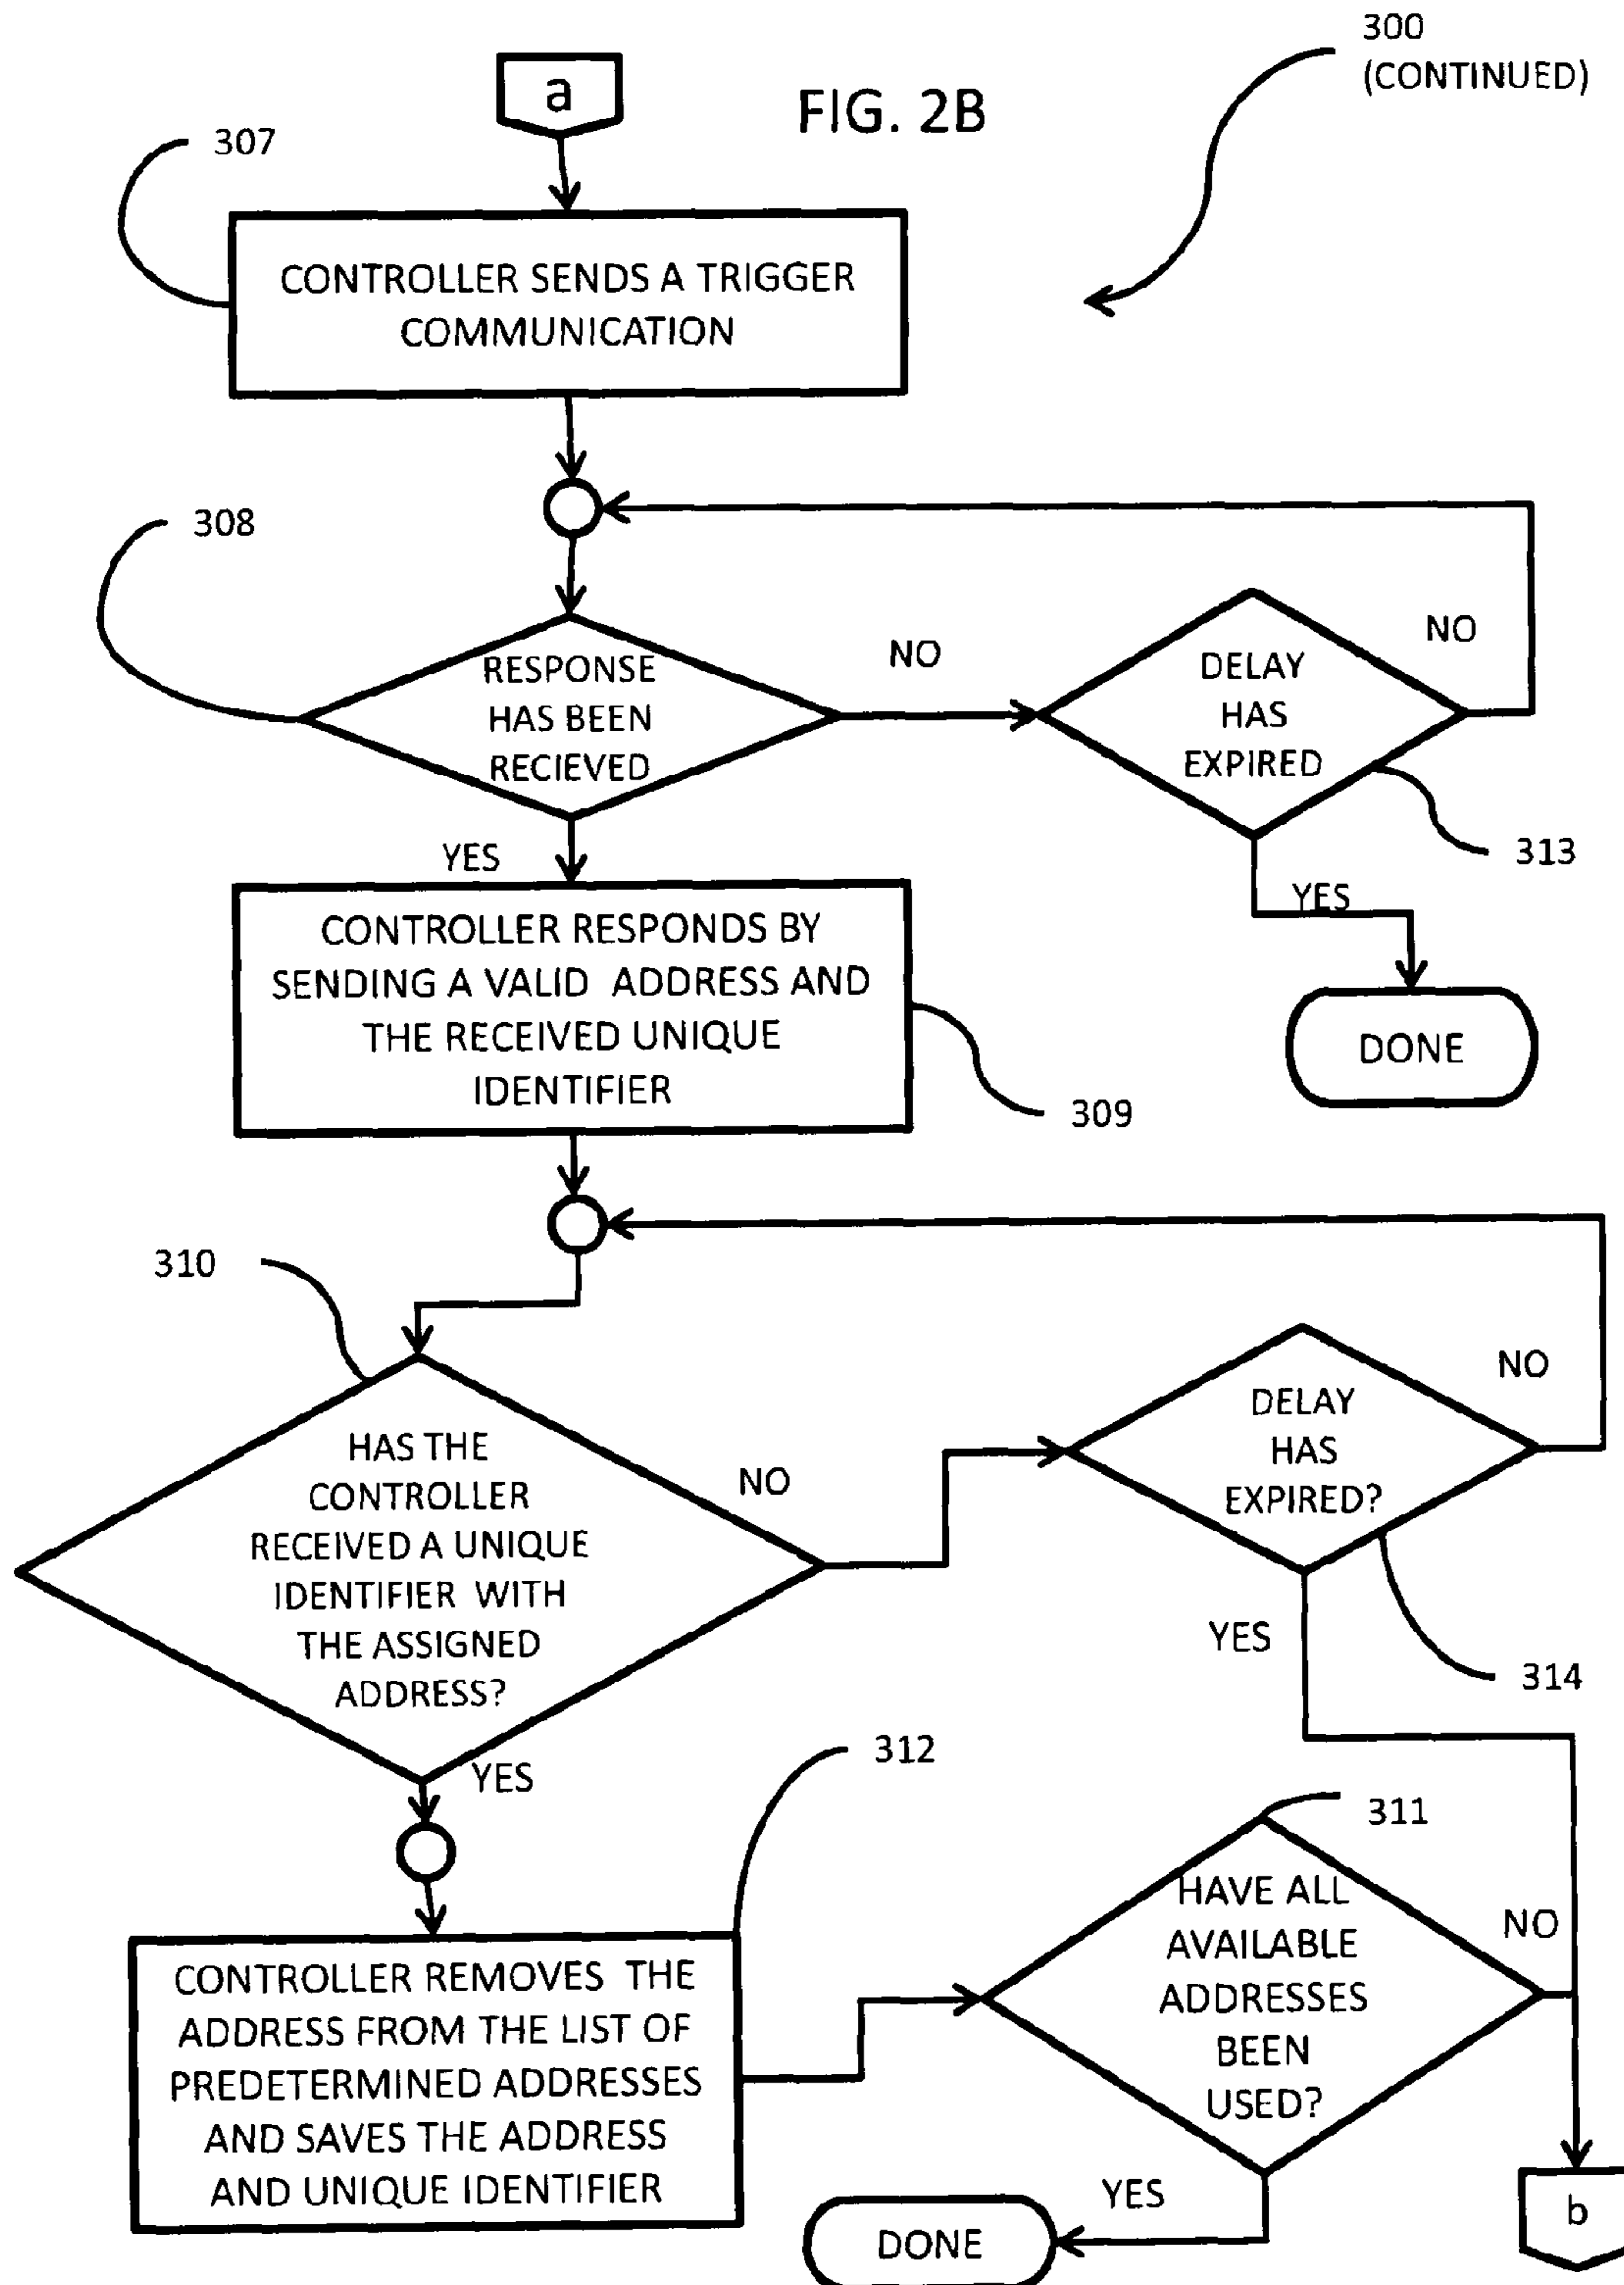 300
(CONTINUED)
a
FIG. 2B
307
CONTROLLER SENDS A TRIGGER
COMMUNICATION
308
RESPONSE
HAS BEEN
RECIEVED
NO
DELAY
HAS
EXPIRED
NO
313
YES
YES
CONTROLLER RESPONDS BY
SENDING A VALID ADDRESS AND
THE RECEIVED UNIQUE
IDENTIFIER
309
DONE
310
HAS THE
CONTROLLER
RECEIVED A UNIQUE
IDENTIFIER WITH
THE ASSIGNED
ADDRESS?
NO
DELAY
HAS
EXPIRED?
NO
314
YES
YES
312
311
CONTROLLER REMOVES THE
ADDRESS FROM THE LIST OF
PREDETERMINED ADDRESSES
AND SAVES THE ADDRESS
AND UNIQUE IDENTIFIER
HAVE ALL
AVAILABLE
ADDRESSES
BEEN
USED?
NO
YES
DONE
b